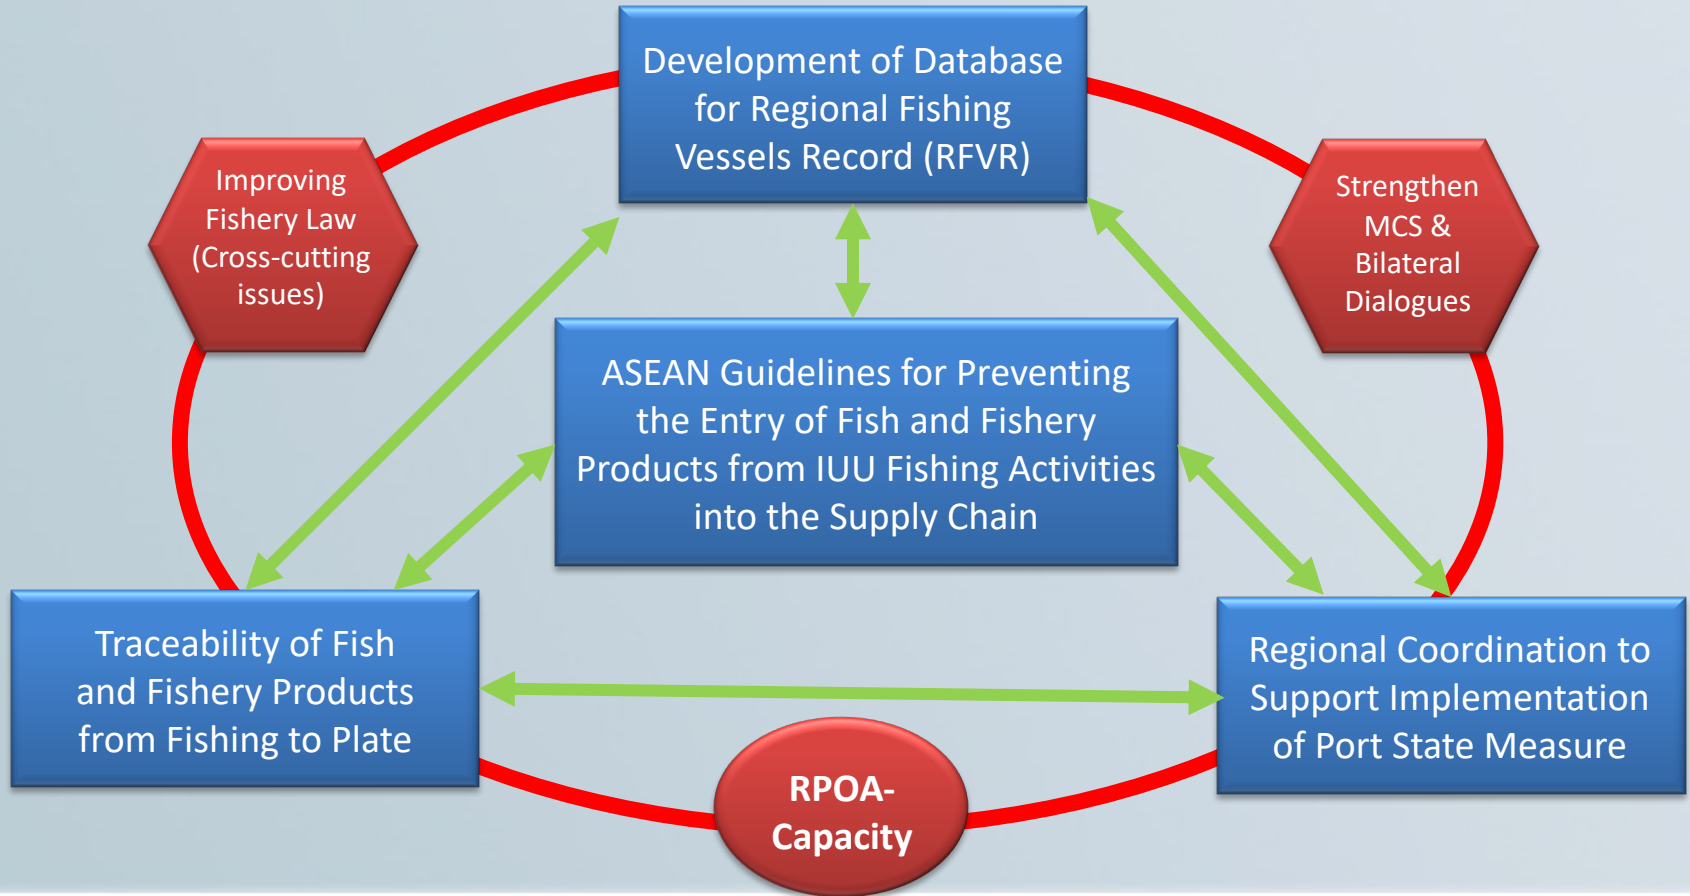 Development of Database
for Regional Fishing
Vessels Record (RFVR)
Improving
Fishery Law
(Cross-cutting
issues)
Strengthen
MCS &
Bilateral
Dialogues
ASEAN Guidelines for Preventing
the Entry of Fish and Fishery
Products from IUU Fishing Activities
into the Supply Chain
Traceability of Fish
and Fishery Products
from Fishing to Plate
Regional Coordination to
Support Implementation
of Port State Measure
RPOA-
Capacity